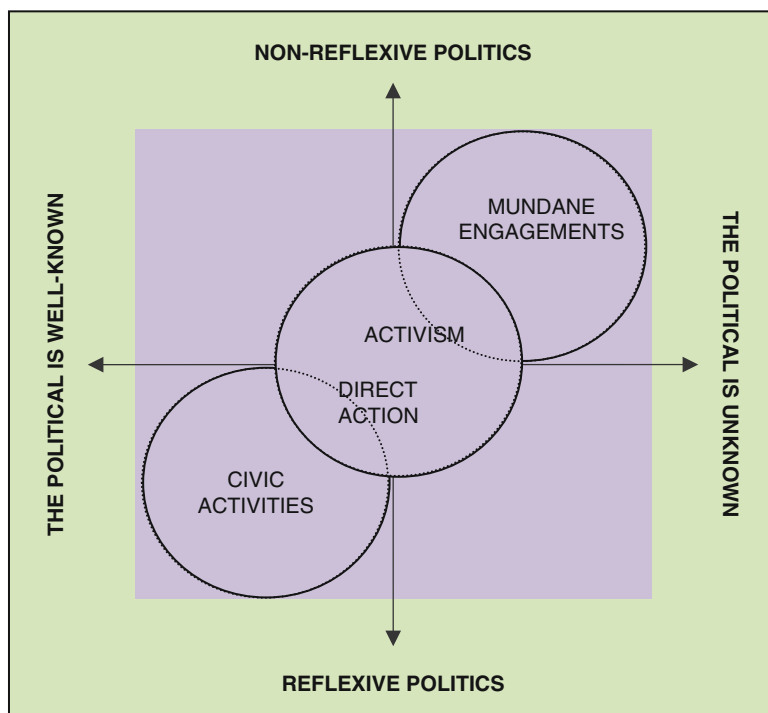 NON-REFLEXIVE POLITICS
MUNDANE
ENGAGEMENTS
THE POLITICAL IS WELL-KNOWN
THE POLITICAL IS UNKNOWN
ACTIVISM
DIRECT
ACTION
CIVIC
ACTIVITIES
REFLEXIVE POLITICS